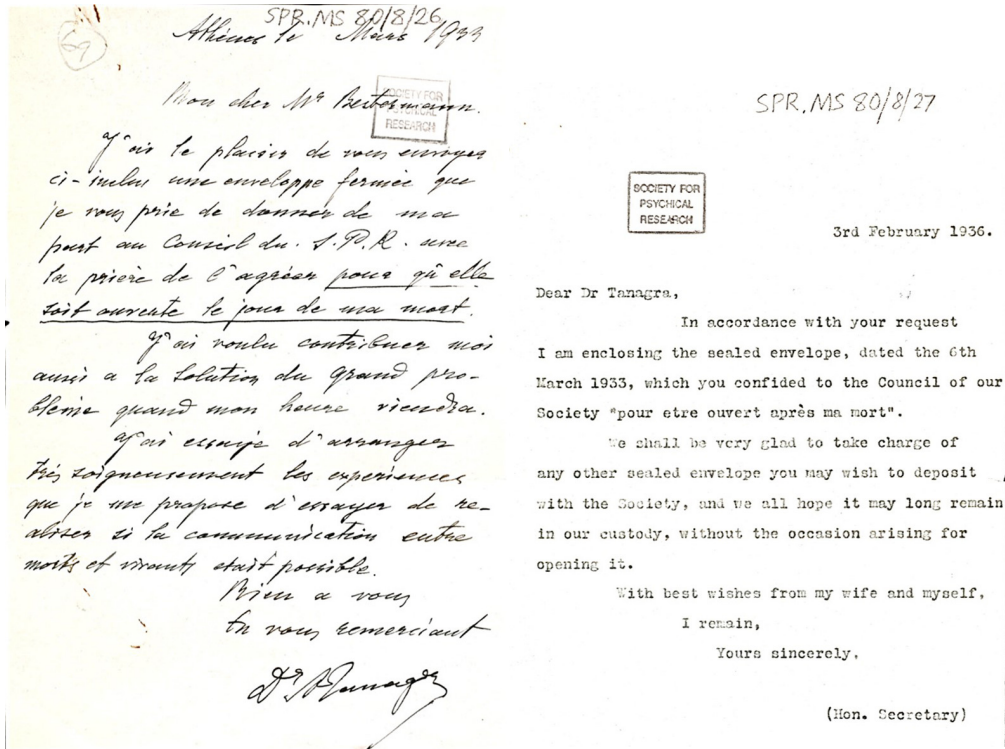 SPR.MS 80/8/26
69
Athènes le Mars 1933
Mon cher Mr Bestermann.
SOCIETY FOR
PSYCHICAL
RESEARCH
J'ai le plaisir de vous envoyer
ci-inclus une enveloppe fermée que
je vous prie de donner de ma
part au Conseil du. S.P.R. avec
la prière de l'agréer pour qu'elle
soit ouverte le jour de ma mort.
J'ai voulu contribuer moi
aussi a la solution du grand pro-
blème quand mon heure viendra.
J'ai essaye d'arranger
très soigneusement les experiences
que je me propose d'essayer de re-
aliser si la communication entre
morts et vivants etait possible.
Bien a vous
En vous remerciant
Dr A Tanagra
SPR.MS 80/8/27
SOCIETY FOR
PSYCHICAL
RESEARCH
3rd February 1936.
Dear Dr Tanagra,
In accordance with your request
I am enclosing the sealed envelope, dated the 6th
March 1933, which you confided to the Council of our
Society "pour etre ouvert après ma mort".
We shall be very glad to take charge of
any other sealed envelope you may wish to deposit
with the Society, and we all hope it may long remain
in our custody, without the occasion arising for
opening it.
With best wishes from my wife and myself,
I remain,
Yours sincerely,
(Hon. Secretary)